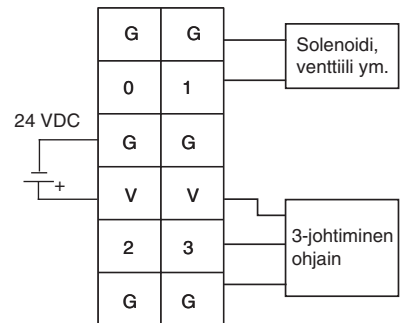 G G
Solenoidi,
venttiili ym.
0 1
24 VDC
G G
+
V V
3-johtiminen
ohjain
2 3
G G